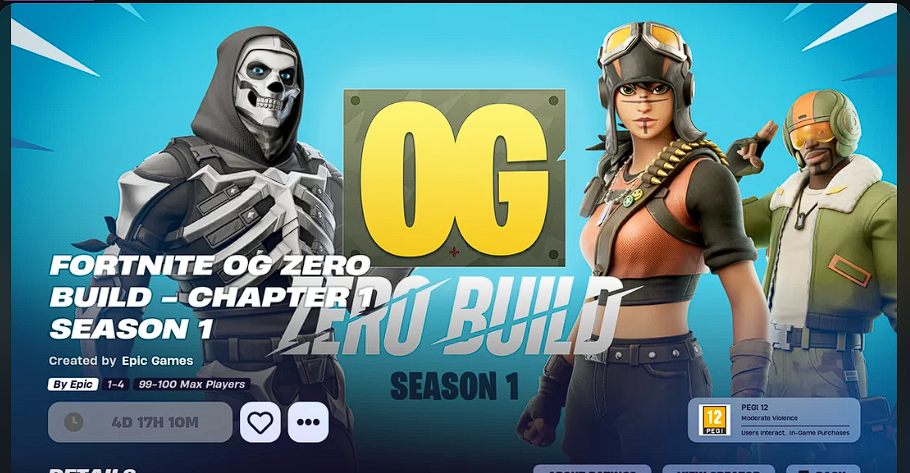 OG
ZERO BUILD
SEASON 1
FORTNITE OG ZERO
BUILD - CHAPTER 1
SEASON 1
Created by Epic Games
By Epic 1-4 99-100 Max Players
4D 17H 10M
12
PEGI
PEGI 12
Moderate Violence
Users Interact, In-Game Purchases
DETAILS